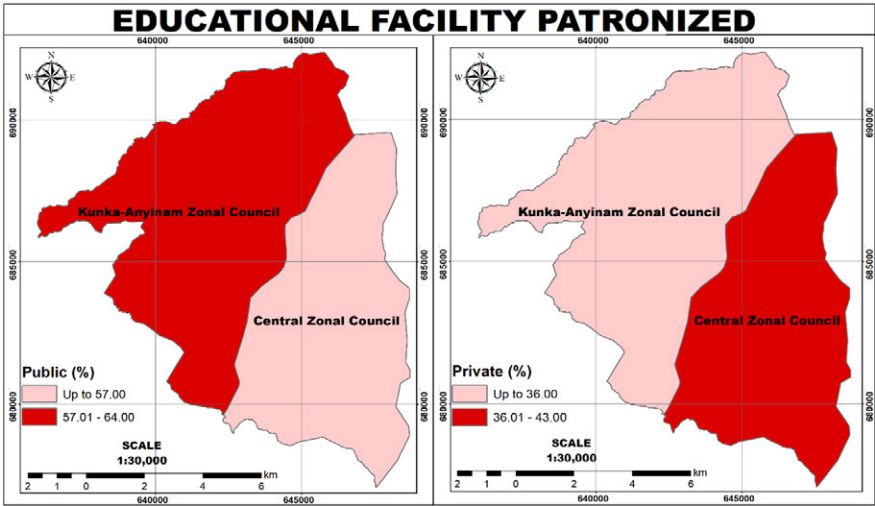 EDUCATIONAL FACILITY PATRONIZED
640000 645000
N
W E
S
690000
685000
680000
Kunka-Anyinam Zonal Council
Central Zonal Council
Public (%)
Up to 57.00
57.01 - 64.00
SCALE
1:30,000
km
2 1 0 2 4 6
640000 645000
640000 645000
N
W E
S
690000
685000
680000
690000
685000
680000
Kunka-Anyinam Zonal Council
Central Zonal Council
Private (%)
Up to 36.00
36.01 - 43.00
SCALE
1:30,000
km
2 1 0 2 4 6
640000 645000